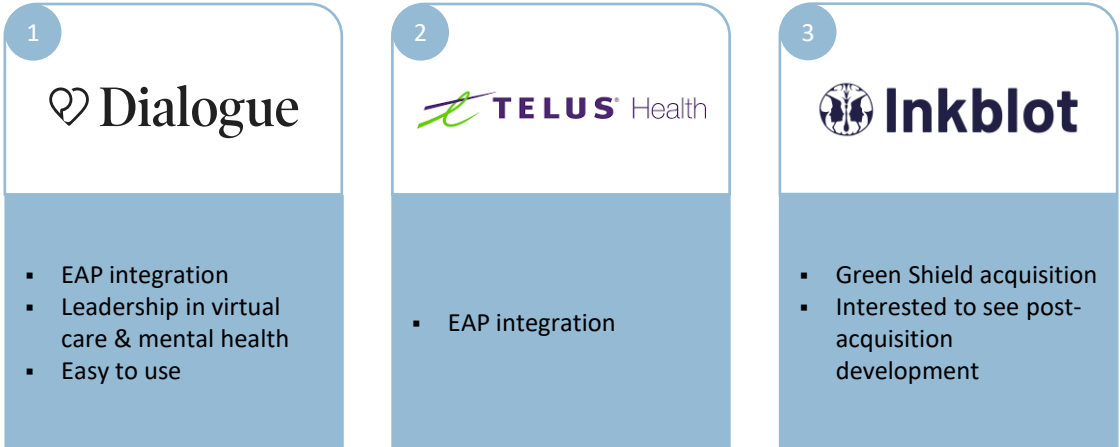 1
Dialogue
▪ EAP integration
▪ Leadership in virtual
care & mental health
▪ Easy to use
2
TELUS® Health
▪ EAP integration
3
Inkblot
▪ Green Shield acquisition
▪ Interested to see post-
acquisition
development